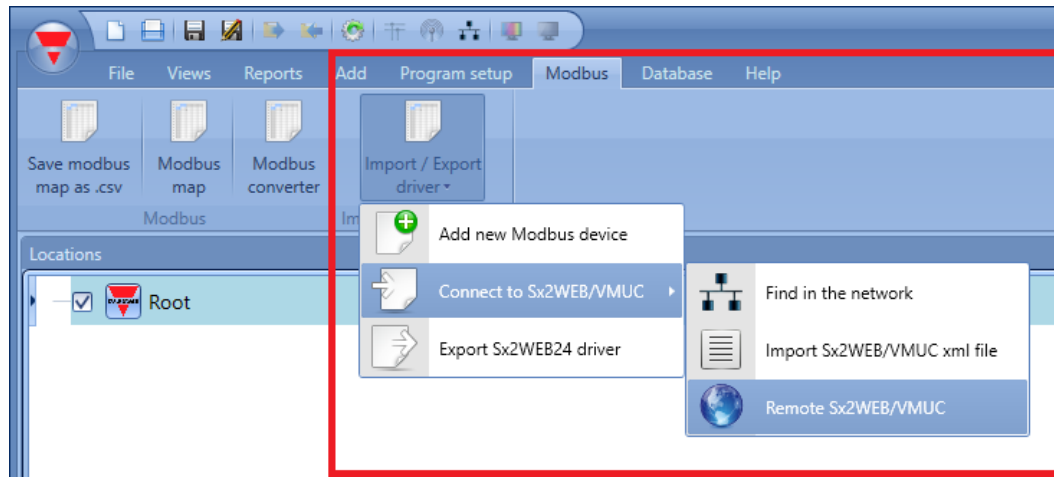 File Views Reports Add Program setup Modbus Database Help
Save modbus
map as .csv
Modbus
map
Modbus
converter
Import / Export
driver
Modbus
Im
Add new Modbus device
Locations
Connect to Sx2WEB/VMUC
Find in the network
Root
Export Sx2WEB24 driver
Import Sx2WEB/VMUC xml file
Remote Sx2WEB/VMUC